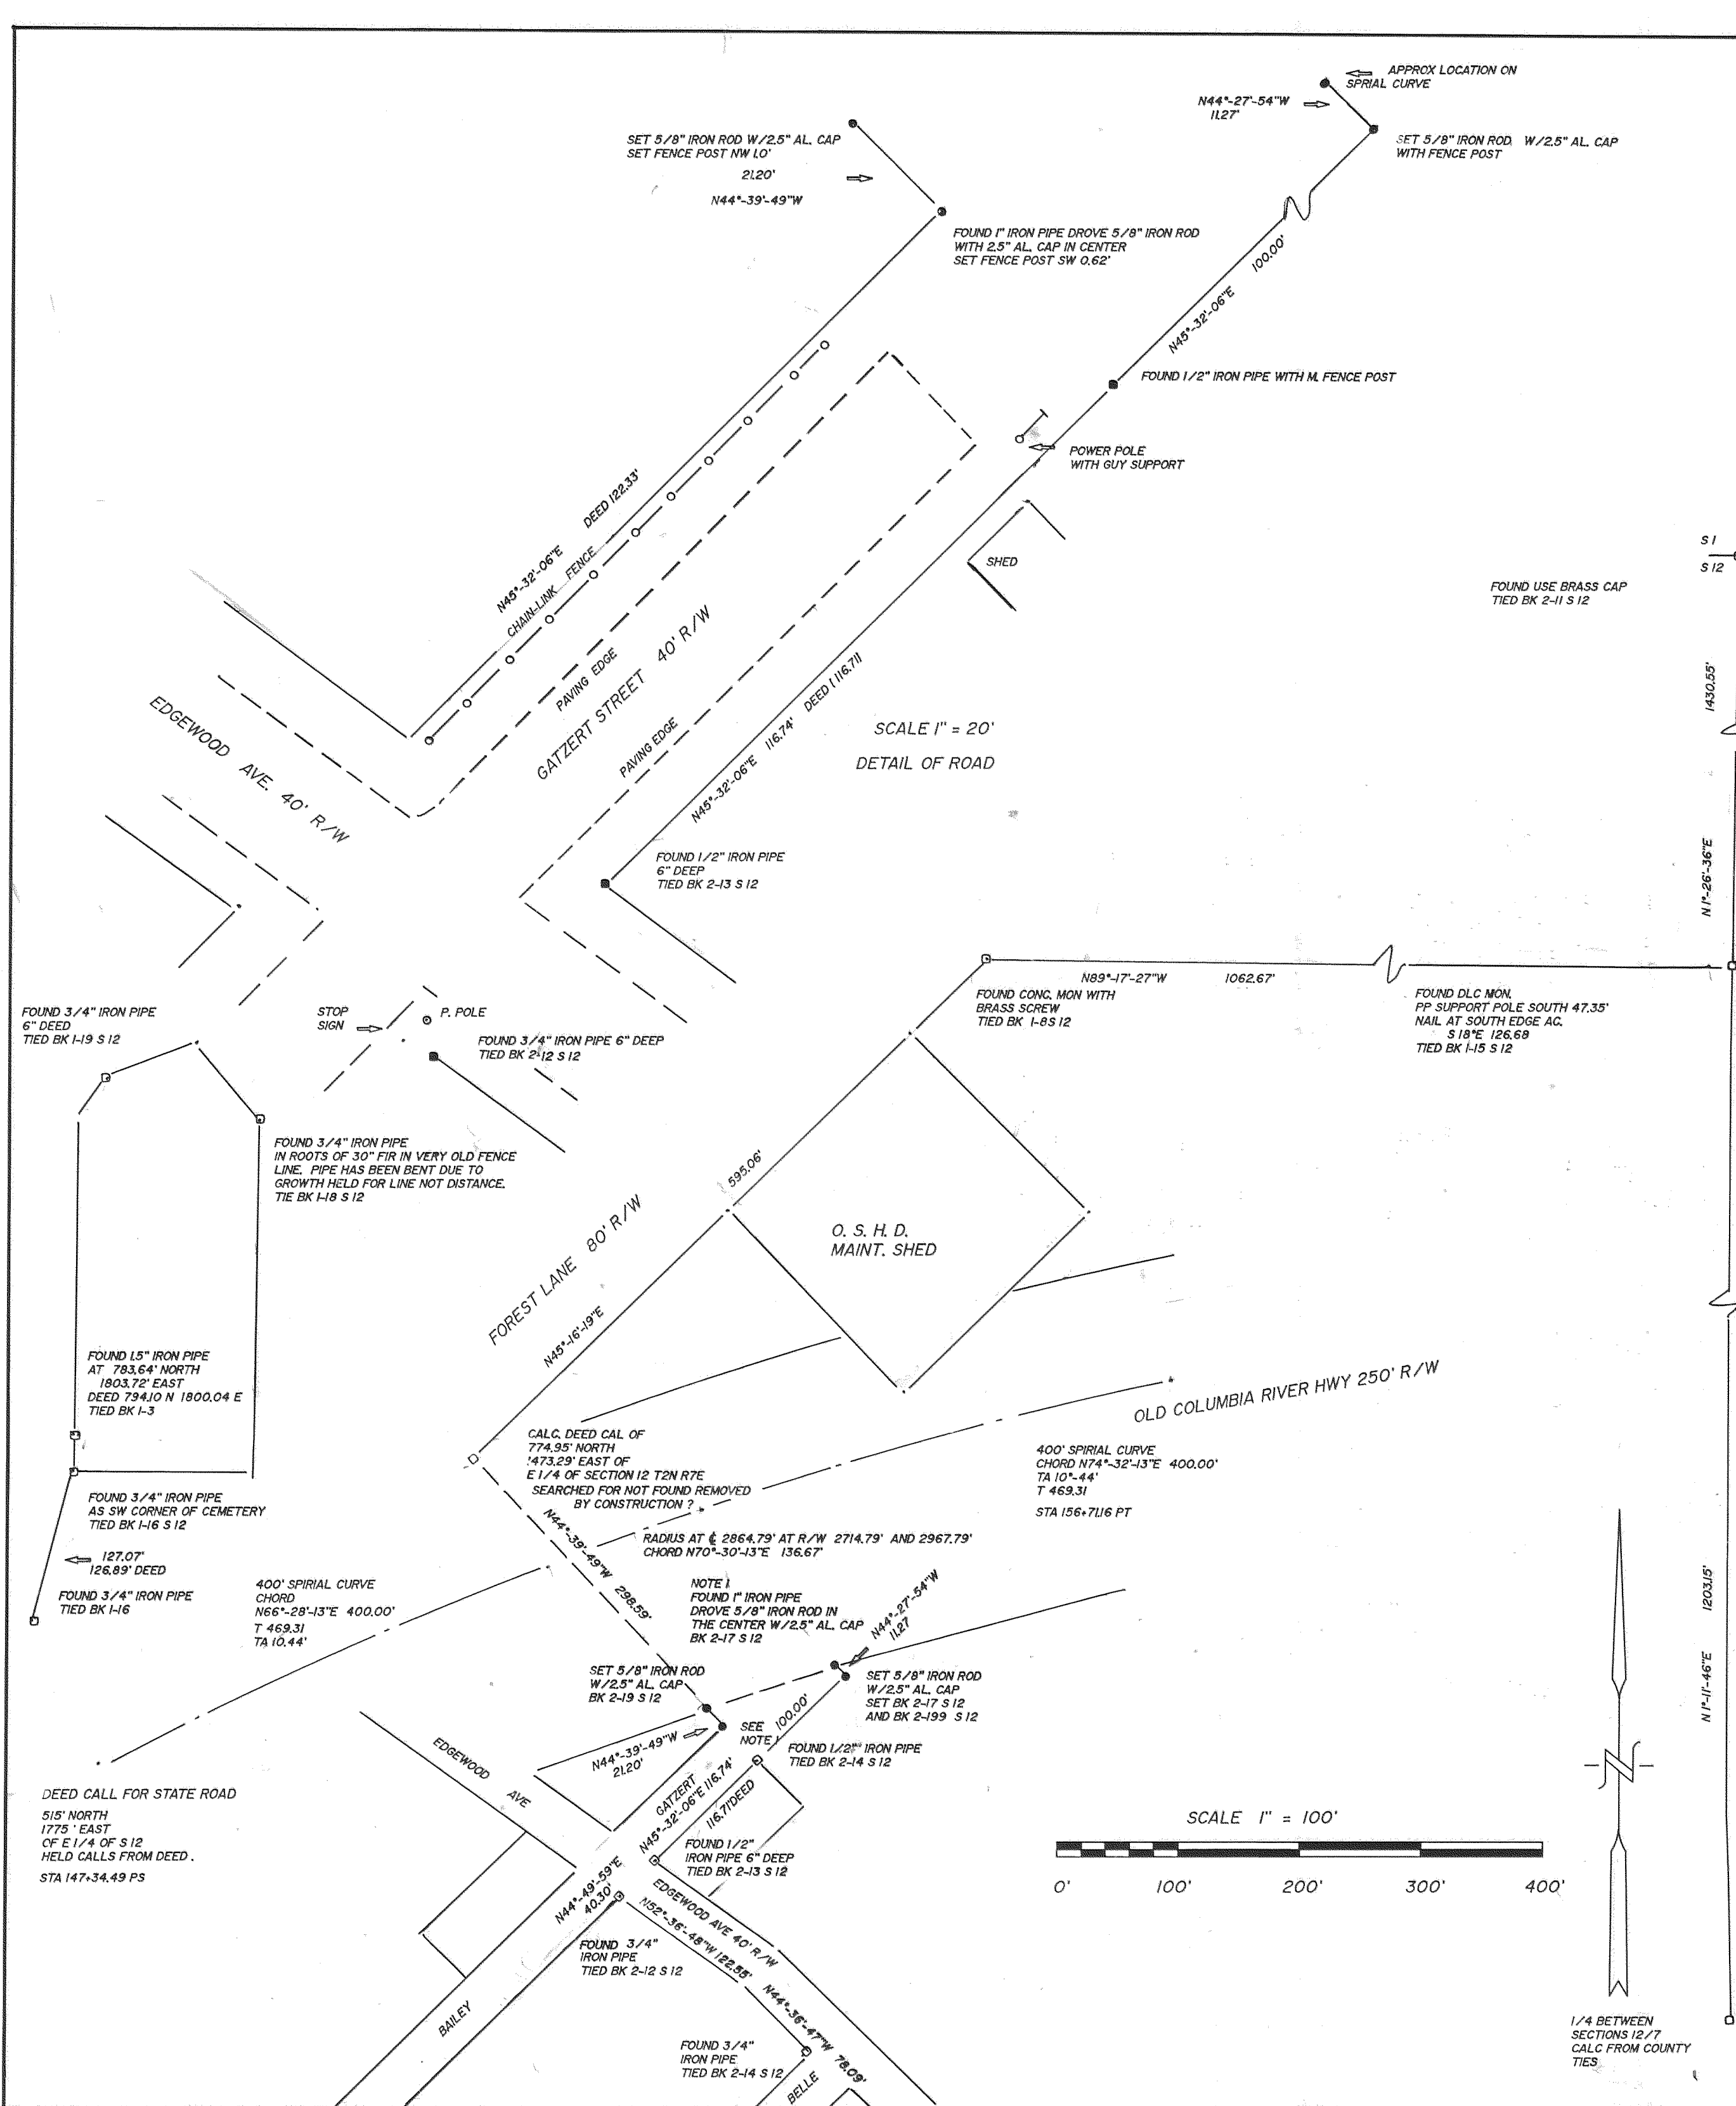 APPROX LOCATION ON
SPRIAL CURVE
N44°-27'-54"W
11.27'
SET 5/8" IRON ROD W/2.5" AL. CAP
WITH FENCE POST
SET 5/8" IRON ROD W/2.5" AL. CAP
SET FENCE POST NW 1.0'
21.20'
N44°-39'-49"W
FOUND 1" IRON PIPE DROVE 5/8" IRON ROD
WITH 2.5" AL. CAP IN CENTER
SET FENCE POST SW 0.62'
N45°-32'-06"E 100.00'
FOUND 1/2" IRON PIPE WITH M. FENCE POST
POWER POLE
WITH GUY SUPPORT
N45°-32'-06"E DEED 122.33'
CHAIN-LINK FENCE
SHED
S 1
S 12
FOUND USE BRASS CAP
TIED BK 2-11 S 12
PAVING EDGE
GATZERT STREET 40' R/W
PAVING EDGE
N45°-32'-06"E 116.74' DEED (116.71)
1430.55'
N 1°-26'-36"E
EDGEWOOD AVE. 40' R/W
SCALE 1" = 20'
DETAIL OF ROAD
FOUND 1/2" IRON PIPE
6" DEEP
TIED BK 2-13 S 12
N89°-17'-27"W 1062.67'
FOUND CONC. MON WITH
BRASS SCREW
TIED BK 1-8 S 12
FOUND DLC MON.
PP SUPPORT POLE SOUTH 47.35'
NAIL AT SOUTH EDGE AC.
S 18°E 126.68
TIED BK 1-15 S 12
FOUND 3/4" IRON PIPE
6" DEED
TIED BK 1-19 S 12
STOP
SIGN
P. POLE
FOUND 3/4" IRON PIPE 6" DEEP
TIED BK 2-12 S 12
FOUND 3/4" IRON PIPE
IN ROOTS OF 30" FIR IN VERY OLD FENCE
LINE. PIPE HAS BEEN BENT DUE TO
GROWTH HELD FOR LINE NOT DISTANCE.
TIE BK 1-18 S 12
595.06'
FOREST LANE 80' R/W
N45°-16'-19"E
O. S. H. D.
MAINT. SHED
FOUND 1.5" IRON PIPE
AT 783.64' NORTH
1803.72' EAST
DEED 794.10 N 1800.04 E
TIED BK 1-3
OLD COLUMBIA RIVER HWY 250' R/W
CALC. DEED CAL OF
774.95' NORTH
1473.29' EAST OF
E 1/4 OF SECTION 12 T2N R7E
SEARCHED FOR NOT FOUND REMOVED
BY CONSTRUCTION ?
400' SPIRIAL CURVE
CHORD N74°-32'-13"E 400.00'
TA 10°-44'
T 469.31
STA 156+71.16 PT
FOUND 3/4" IRON PIPE
AS SW CORNER OF CEMETERY
TIED BK 1-16 S 12
127.07'
126.89' DEED
FOUND 3/4" IRON PIPE
TIED BK 1-16
N44°-39'-49"W 298.59'
RADIUS AT ℄ 2864.79' AT R/W 2714.79' AND 2967.79'
CHORD N70°-30'-13"E 136.67'
400' SPIRIAL CURVE
CHORD
N66°-28'-13"E 400.00'
T 469.31
TA 10.44'
NOTE 1.
FOUND 1" IRON PIPE
DROVE 5/8" IRON ROD IN
THE CENTER W/2.5" AL. CAP
BK 2-17 S 12
N44°-27'-54"W
11.27
SET 5/8" IRON ROD
W/2.5" AL. CAP
BK 2-19 S 12
SET 5/8" IRON ROD
W/2.5" AL. CAP
SET BK 2-17 S 12
AND BK 2-199 S 12
N 1°-11'-46"E 1203.15'
SEE
NOTE 1
100.00'
N44°-39'-49"W
21.20'
FOUND 1/2" IRON PIPE
TIED BK 2-14 S 12
EDGEWOOD AVE
GATZERT
N45°-32'-06"E 116.74'
116.71'DEED
DEED CALL FOR STATE ROAD
515' NORTH
1775 ' EAST
OF E 1/4 OF S 12
HELD CALLS FROM DEED .
STA 147+34.49 PS
SCALE 1" = 100'
0' 100' 200' 300' 400'
FOUND 1/2"
IRON PIPE 6" DEEP
TIED BK 2-13 S 12
N44°-49'-59"E
40.30'
EDGEWOOD AVE 40' R/W
N52°-36'-48"W 122.55'
FOUND 3/4"
IRON PIPE
TIED BK 2-12 S 12
N44°-36'-47"W 78.09'
BAILEY
FOUND 3/4"
IRON PIPE
TIED BK 2-14 S 12
BELLE
1/4 BETWEEN
SECTIONS 12/7
CALC FROM COUNTY
TIES